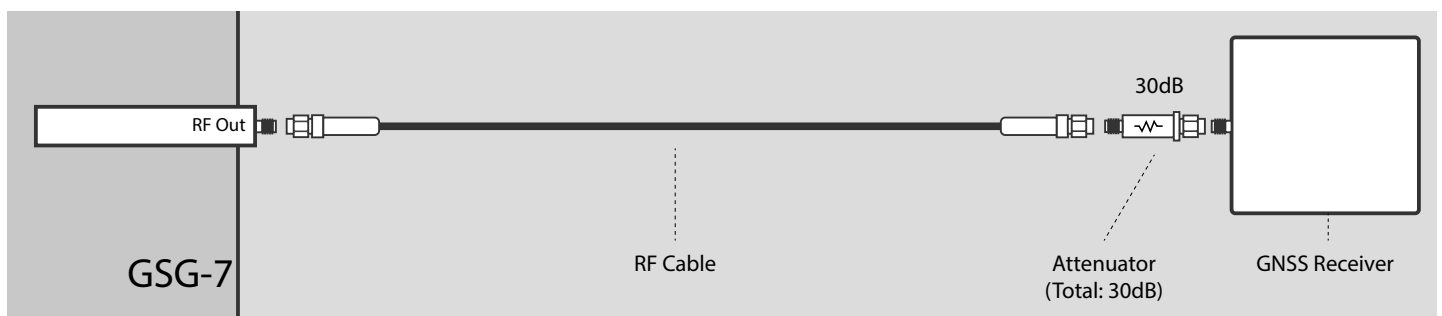 30dB
RF Out
GSG-7
RF Cable
Attenuator
(Total: 30dB)
GNSS Receiver